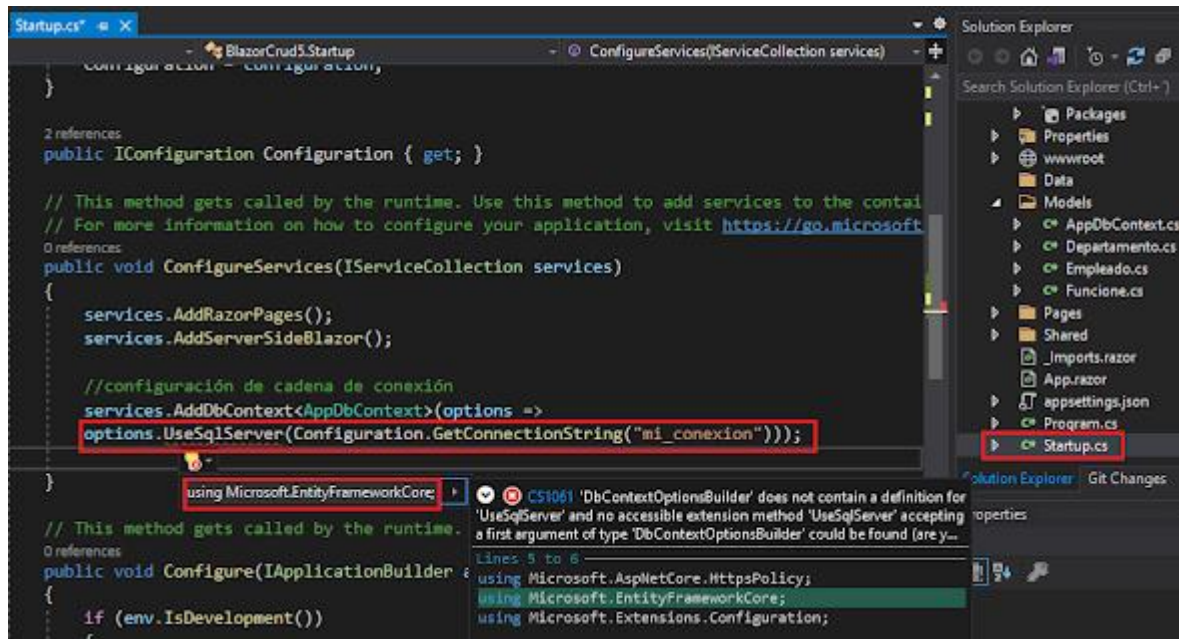 Startup.cs*
BlazorCrud5.Startup
ConfigureServices(IServiceCollection services)
Configuration = configuration;
}
2 references
public IConfiguration Configuration { get; }
// This method gets called by the runtime. Use this method to add services to the contai
// For more information on how to configure your application, visit https://go.microsoft
0 references
public void ConfigureServices(IServiceCollection services)
{
services.AddRazorPages();
services.AddServerSideBlazor();
//configuración de cadena de conexión
services.AddDbContext<AppDbContext>(options =>
options.UseSqlServer(Configuration.GetConnectionString("mi_conexion")));
}
using Microsoft.EntityFrameworkCore;
CS1061 'DbContextOptionsBuilder' does not contain a definition for
'UseSqlServer' and no accessible extension method 'UseSqlServer' accepting
a first argument of type 'DbContextOptionsBuilder' could be found (are y...
Lines 5 to 6
using Microsoft.AspNetCore.HttpsPolicy;
using Microsoft.EntityFrameworkCore;
using Microsoft.Extensions.Configuration;
// This method gets called by the runtime.
0 references
public void Configure(IApplicationBuilder a
{
if (env.IsDevelopment())
Solution Explorer
Search Solution Explorer (Ctrl+')
Packages
Properties
wwwroot
Data
Models
C# AppDbContext.cs
C# Departamento.cs
C# Empleado.cs
C# Funcione.cs
Pages
Shared
_Imports.razor
App.razor
appsettings.json
C# Program.cs
C# Startup.cs
Solution Explorer Git Changes
roperties